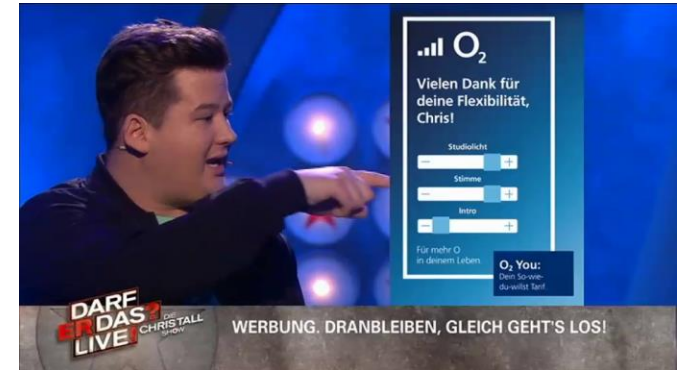 O₂
Vielen Dank für
deine Flexibilität,
Chris!
Studiolicht
Stimme
Intro
Für mehr O
in deinem Leben.
O₂ You:
Dein So-wie-
du-willst Tarif.
DARF
ER DAS?
LIVE!
DIE
CHRIS TALL
SHOW
WERBUNG. DRANBLEIBEN, GLEICH GEHT'S LOS!